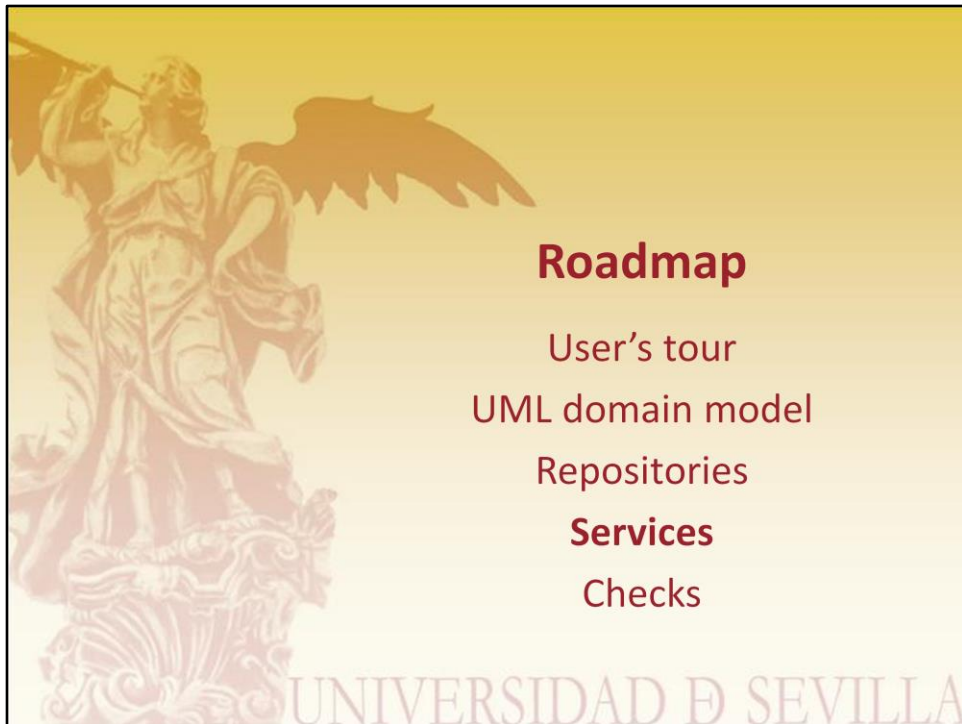 Roadmap
User’s tour
UML domain model
Repositories
Services
Checks
UNIVERSIDAD Đ SEVILLA